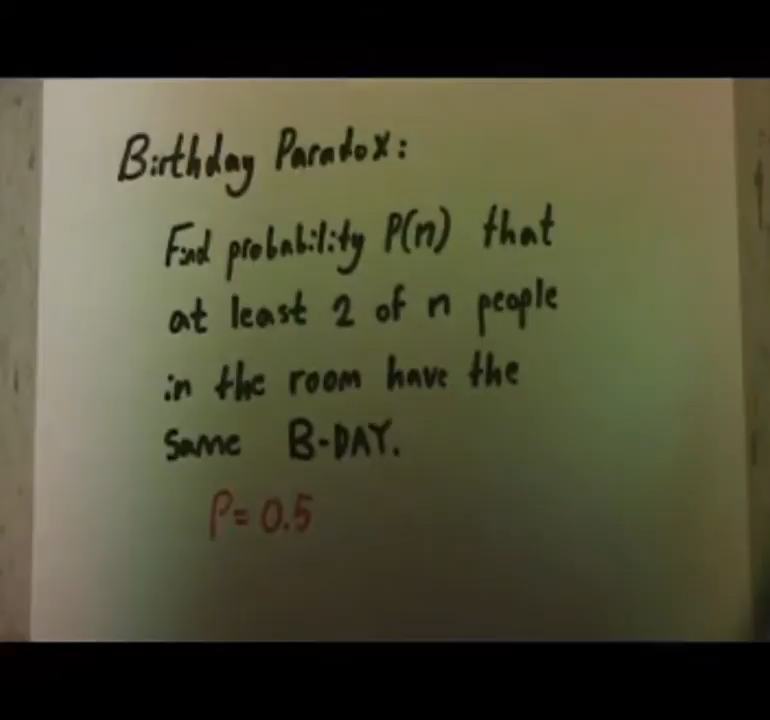 Birthday Paradox:
Find probability P(n) that
at least 2 of n people
in the room have the
same B-DAY.
P=0.5